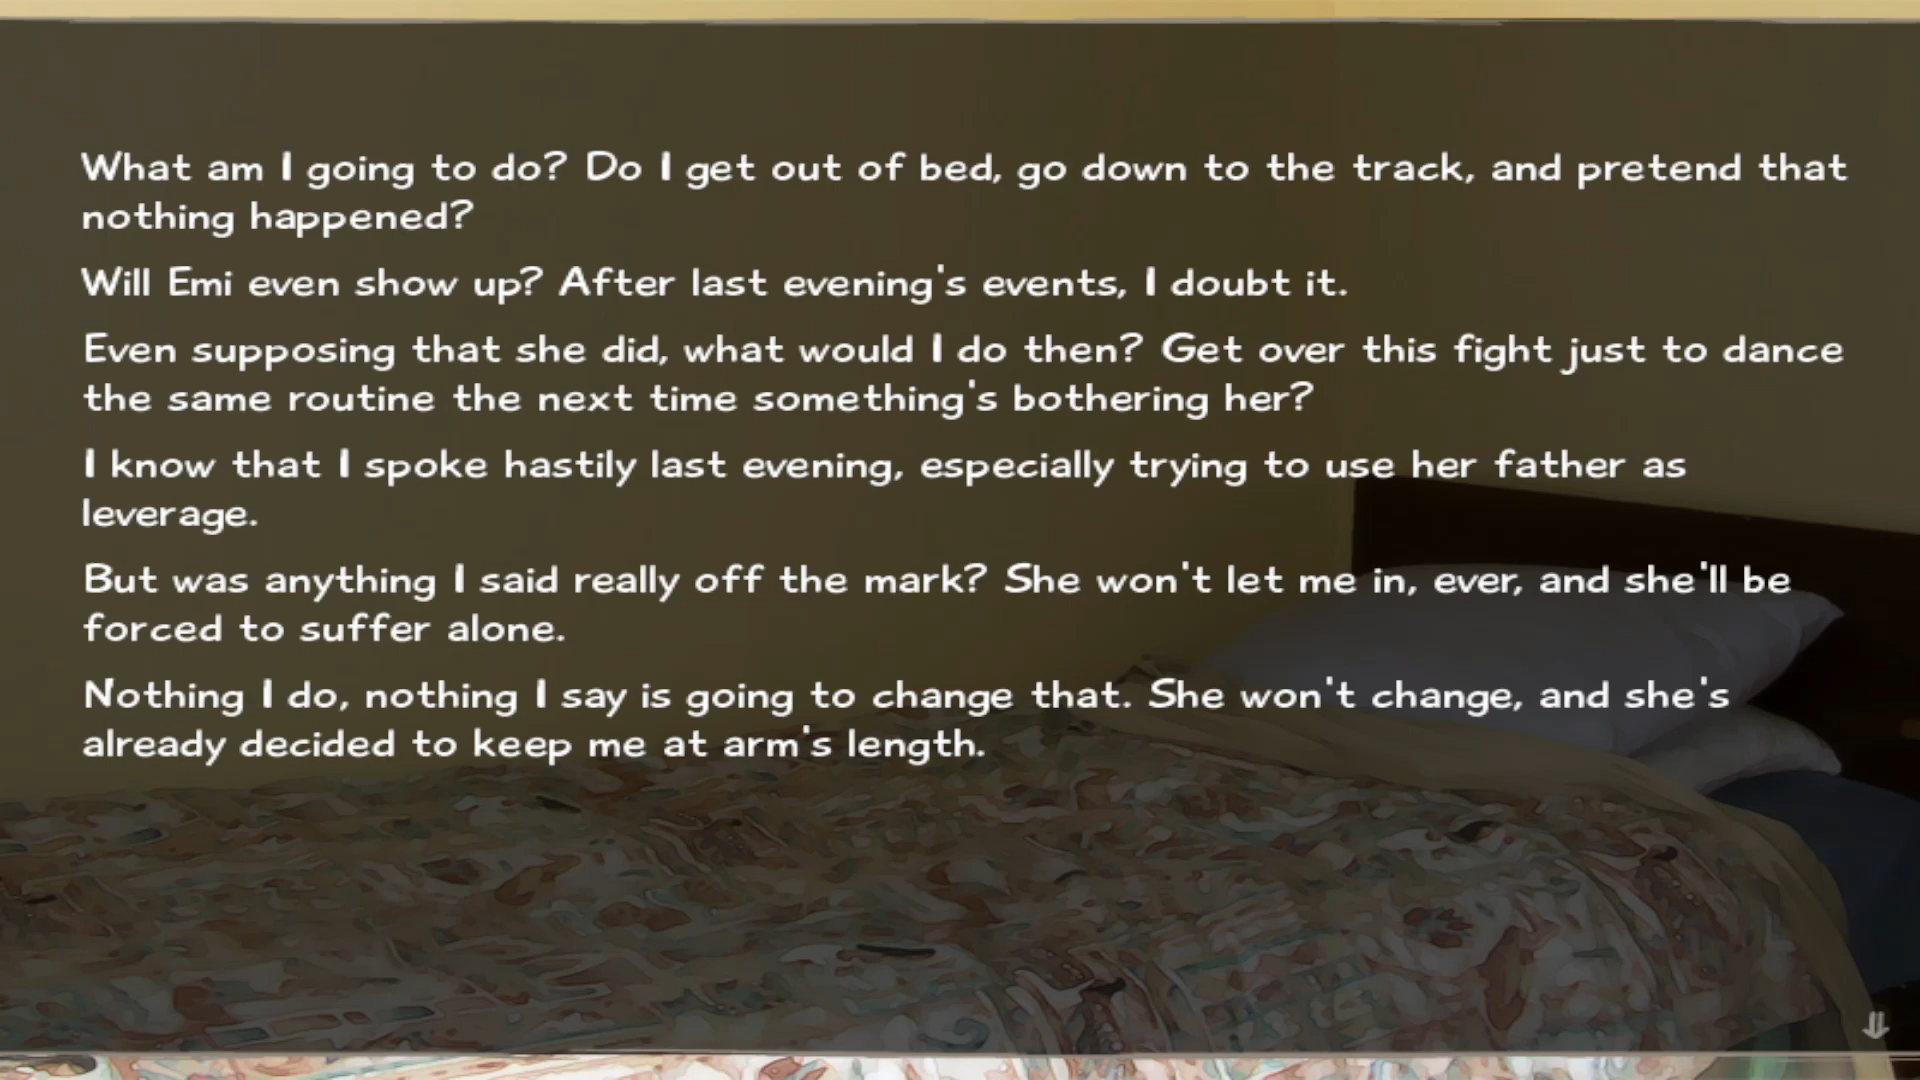 What am I going to do? Do I get out of bed, go down to the track, and pretend that
nothing happened?
Will Emi even show up? After last evening's events, I doubt it.
Even supposing that she did, what would I do then? Get over this fight just to dance
the same routine the next time something's bothering her?
I know that I spoke hastily last evening, especially trying to use her father as
leverage.
But was anything I said really off the mark? She won't let me in, ever, and she'll be
forced to suffer alone.
Nothing I do, nothing I say is going to change that. She won't change, and she's
already decided to keep me at arm's length.